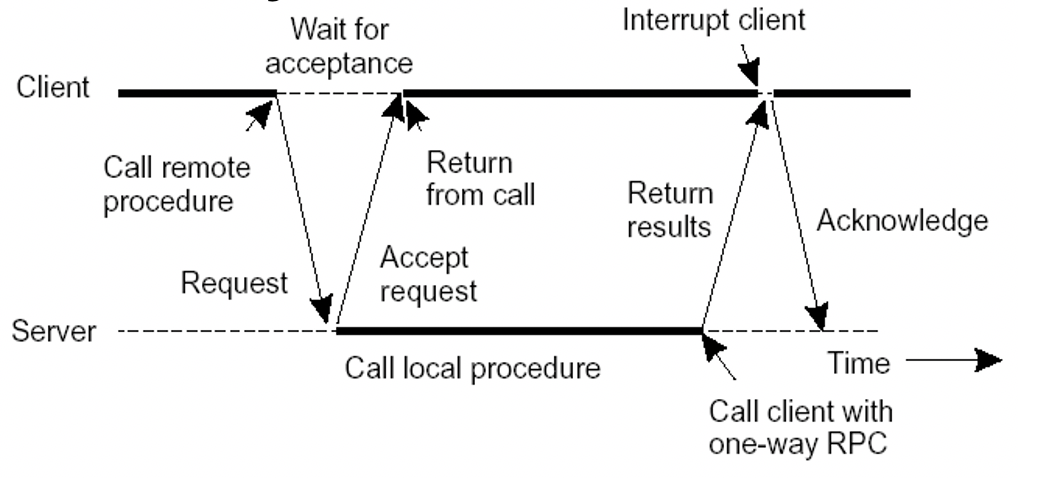 Wait for
acceptance
Interrupt client
Client
Call remote
procedure
Return
from call
Return
results
Acknowledge
Request
Accept
request
Server
Call local procedure
Time
Call client with
one-way RPC